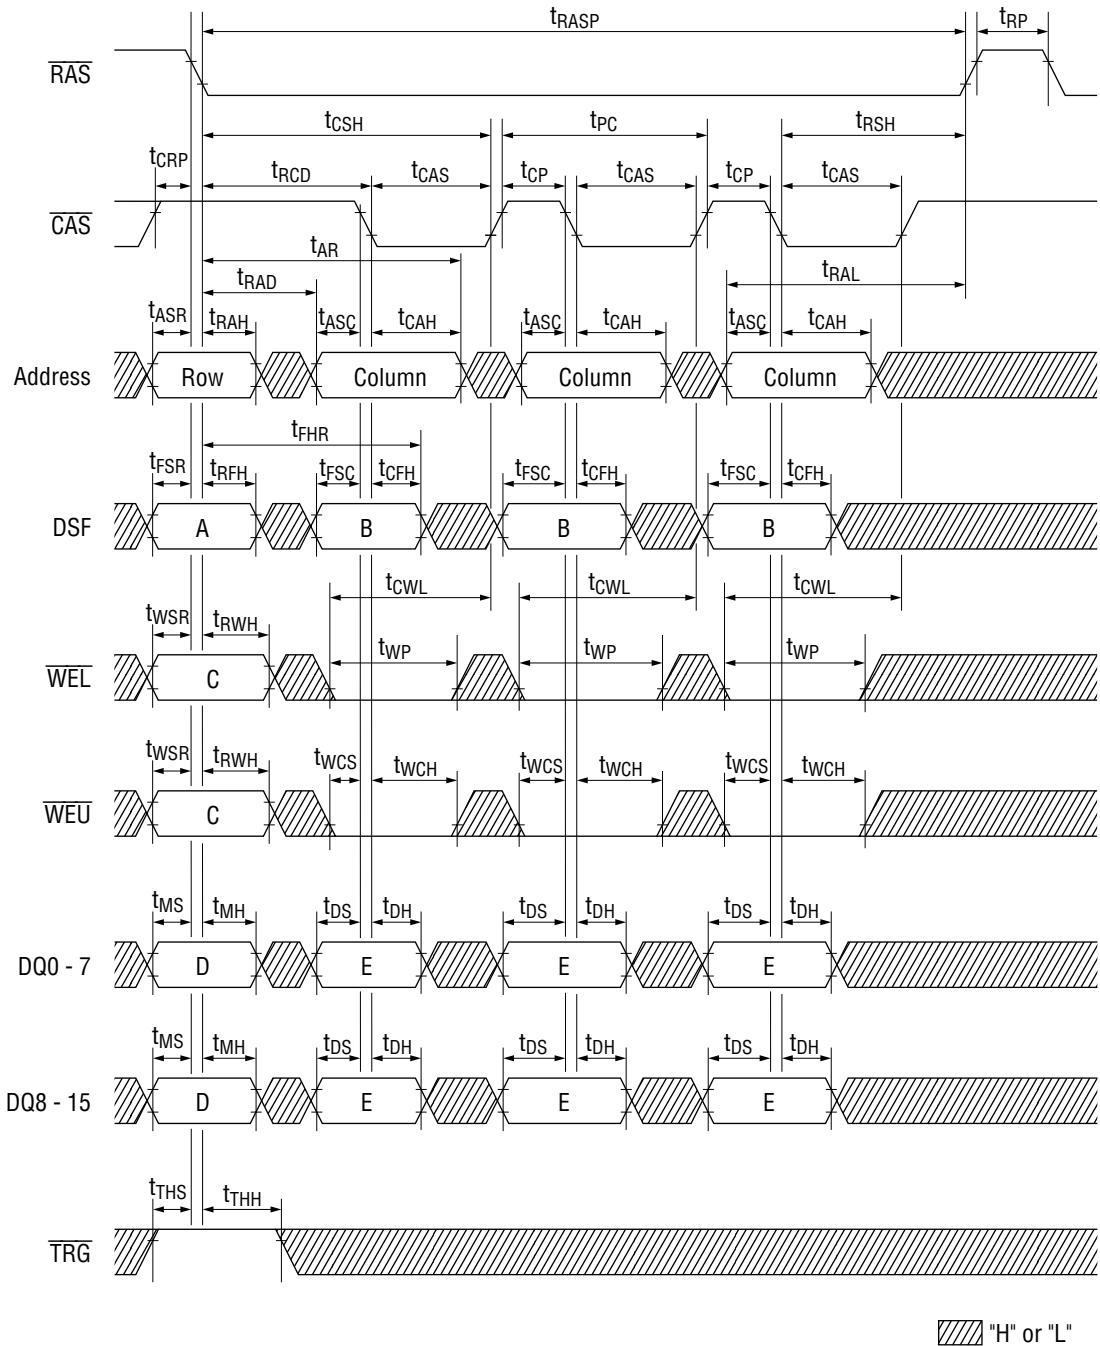 tRASP tRP
RAS
tCSH tPC tRSH
tCRP tRCD tCAS tCP tCAS tCP tCAS
CAS
tAR
tRAD tRAL
tASR tRAH tASC tCAH tASC tCAH tASC tCAH
Address Row Column Column Column
tFHR
tFSR tRFH tFSC tCFH tFSC tCFH tFSC tCFH
DSF A B B B
tCWL tCWL tCWL
tWSR tRWH tWP tWP tWP
WEL C
tWSR tRWH tWCS tWCH tWCS tWCH tWCS tWCH
WEU C
tMS tMH tDS tDH tDS tDH tDS tDH
DQ0 - 7 D E E E
tMS tMH tDS tDH tDS tDH tDS tDH
DQ8 - 15 D E E E
tTHS tTHH
TRG
"H" or "L"